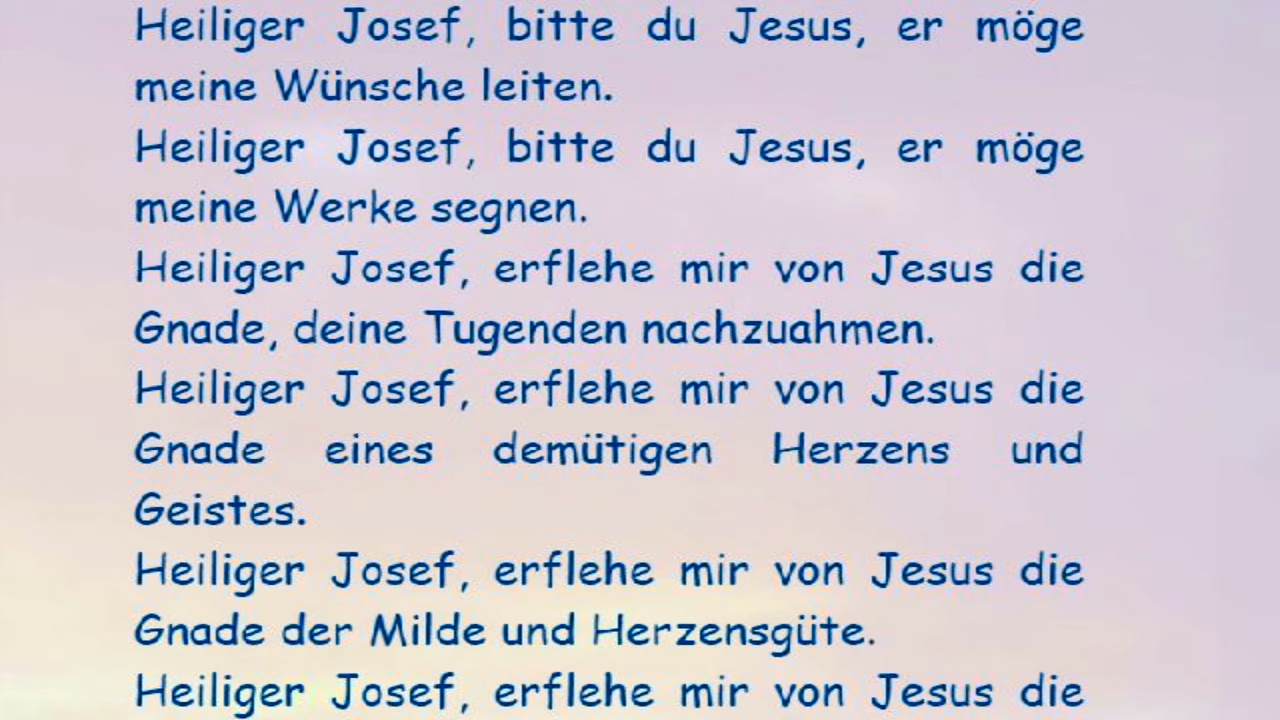 Heiliger Josef, bitte du Jesus, er möge
meine Wünsche leiten.
Heiliger Josef, bitte du Jesus, er möge
meine Werke segnen.
Heiliger Josef, erflehe mir von Jesus die
Gnade, deine Tugenden nachzuahmen.
Heiliger Josef, erflehe mir von Jesus die
Gnade eines demütigen Herzens und
Geistes.
Heiliger Josef, erflehe mir von Jesus die
Gnade der Milde und Herzensgüte.
Heiliger Josef, erflehe mir von Jesus die